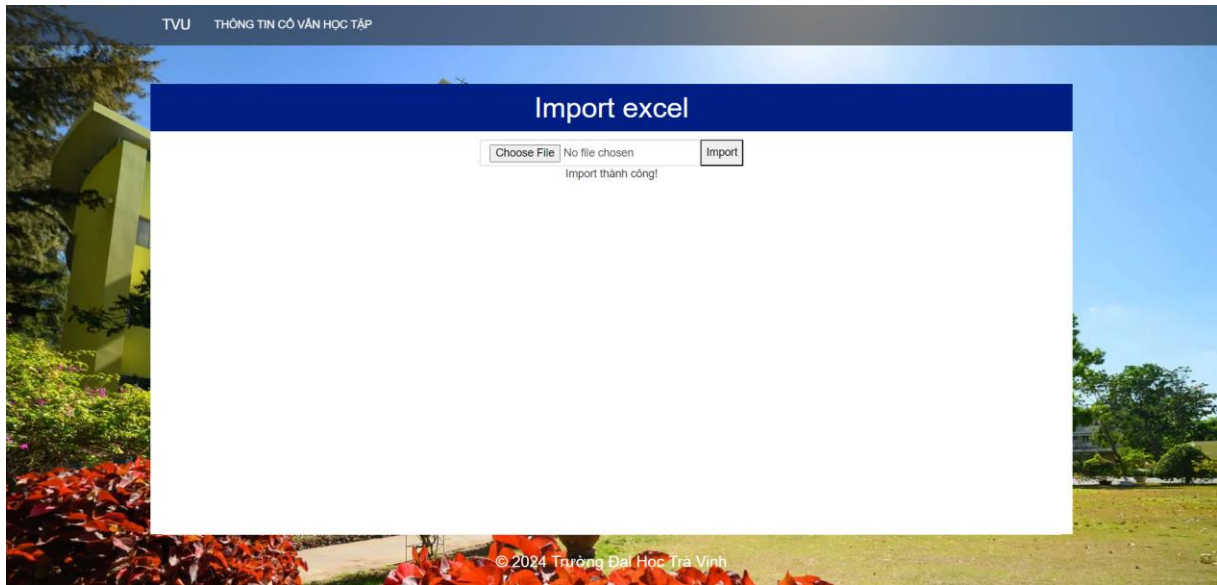 TVU THÔNG TIN CỐ VẤN HỌC TẬP
Import excel
Choose File No file chosen Import
Import thành công!
© 2024 Trường Đại Học Trà Vinh